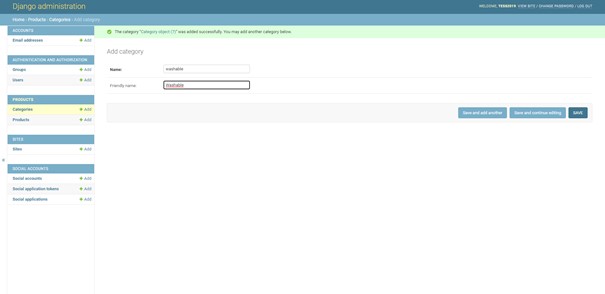 Django administration
WELCOME, TESS2019. VIEW SITE / CHANGE PASSWORD / LOG OUT
Home › Products › Categories › Add category
ACCOUNTS
Email addresses + Add
AUTHENTICATION AND AUTHORIZATION
Groups + Add
Users + Add
PRODUCTS
Categories + Add
Products + Add
SITES
Sites + Add
SOCIAL ACCOUNTS
Social accounts + Add
Social application tokens + Add
Social applications + Add
«
The category "Category object (7)" was added successfully. You may add another category below.
Add category
Name: washable
Friendly name: Washable
Save and add another
Save and continue editing
SAVE